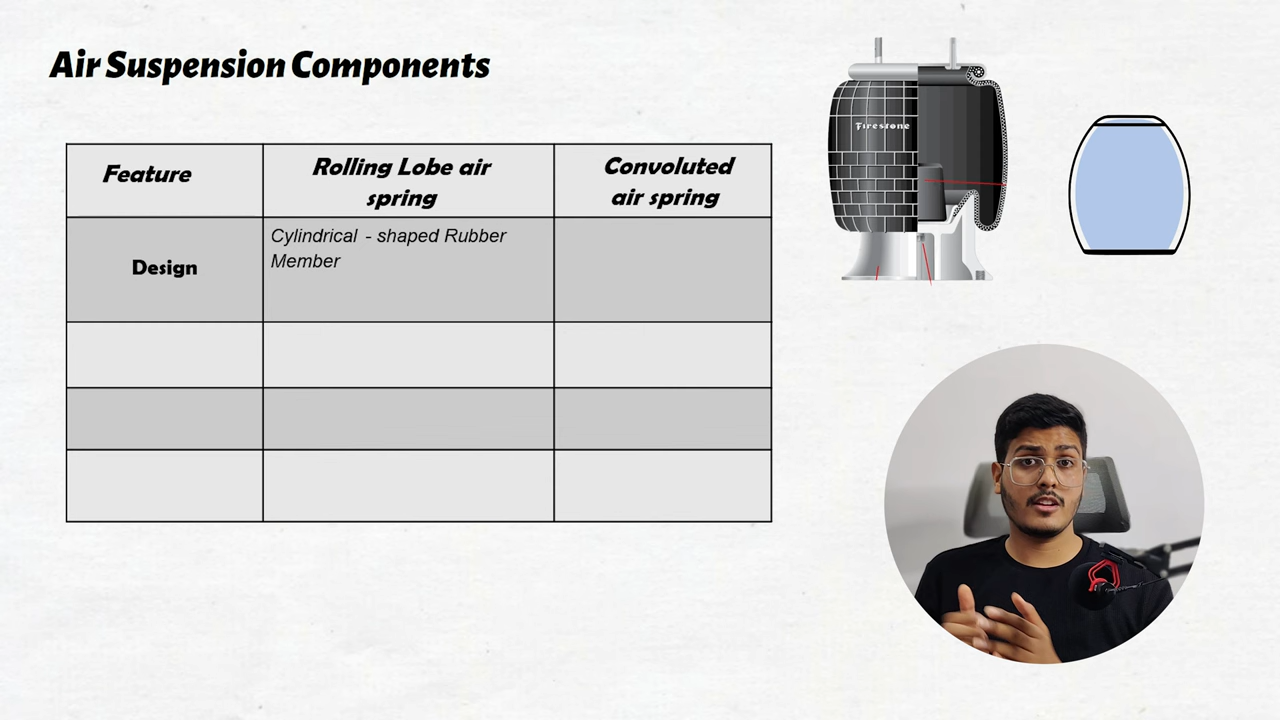 Air Suspension Components
Feature
Rolling Lobe air
spring
Convoluted
air spring
Design
Cylindrical - shaped Rubber
Member
Firestone